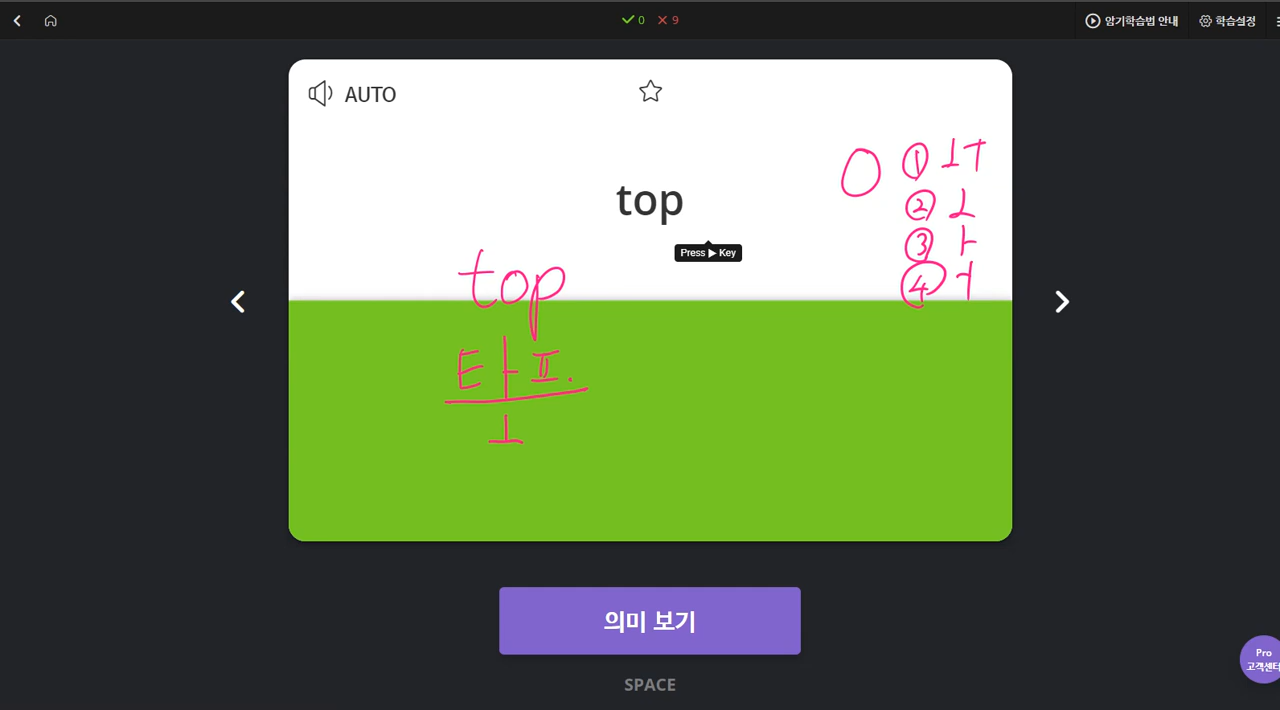 0 9 암기학습법 안내 학습설정
AUTO
top
Press ▶ Key
O ① ㅗㅜ
② ㅗ
③ ㅏ
④ ㅓ
top
타ㅍ.
ㅗ
의미 보기
SPACE
Pro
고객센터